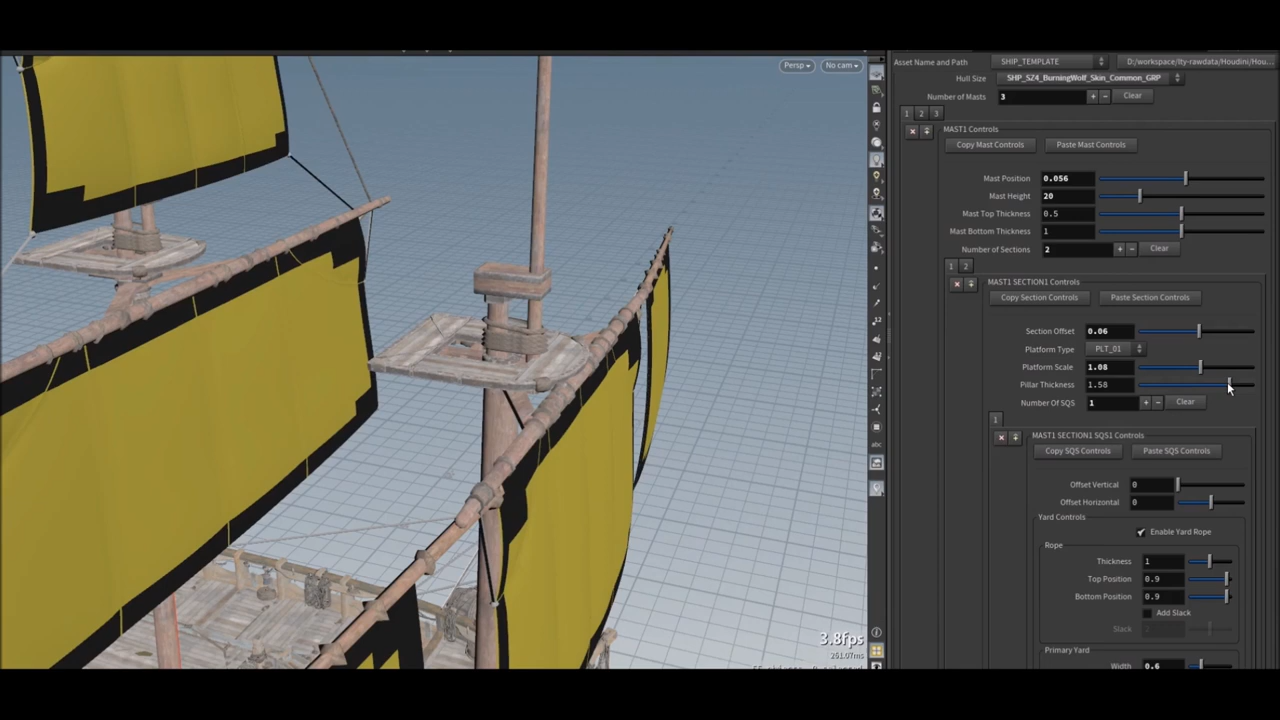 Persp
No cam
Asset Name and Path SHIP_TEMPLATE D:/workspace/tty-rawdata/Houdini/Hou...
Hull Size SHP_SZ4_BurningWolf_Skin_Common_GRP
Number of Masts 3 + − Clear
1 2 3
MAST1 Controls
Copy Mast Controls Paste Mast Controls
Mast Position 0.056
Mast Height 20
Mast Top Thickness 0.5
Mast Bottom Thickness 1
Number of Sections 2 + − Clear
1 2
MAST1 SECTION1 Controls
Copy Section Controls Paste Section Controls
Section Offset 0.06
Platform Type PLT_01
Platform Scale 1.08
Pillar Thickness 1.58
Number Of SQS 1 + − Clear
1
MAST1 SECTION1 SQS1 Controls
Copy SQS Controls Paste SQS Controls
Offset Vertical 0
Offset Horizontal 0
Yard Controls
Enable Yard Rope
Rope
Thickness 1
Top Position 0.9
Bottom Position 0.9
Add Slack
Slack
Primary Yard
Width 0.6
12
abc
3.8fps
261.07ms